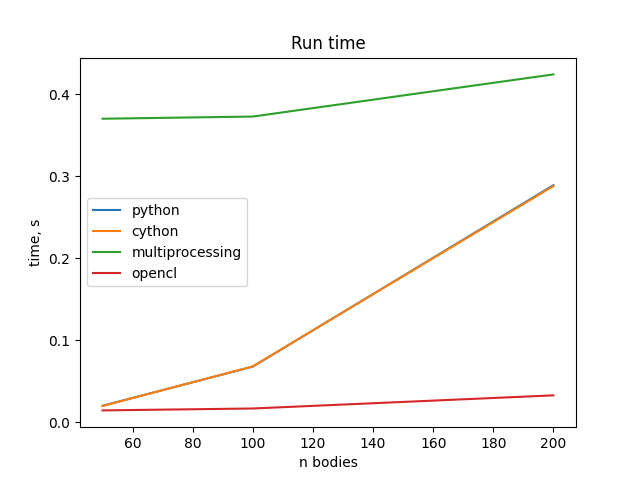 Run time
time, s
0.4
0.3
0.2
0.1
0.0
python
cython
multiprocessing
opencl
60 80 100 120 140 160 180 200
n bodies